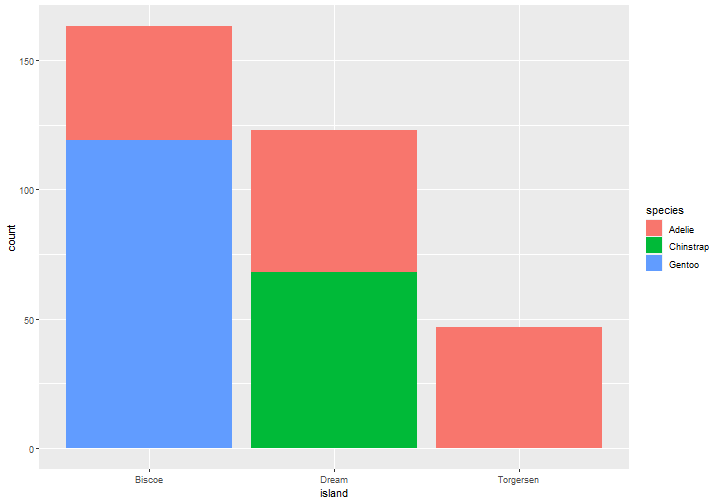 150
100
50
0
count
Biscoe
Dream
Torgersen
island
species
Adelie
Chinstrap
Gentoo